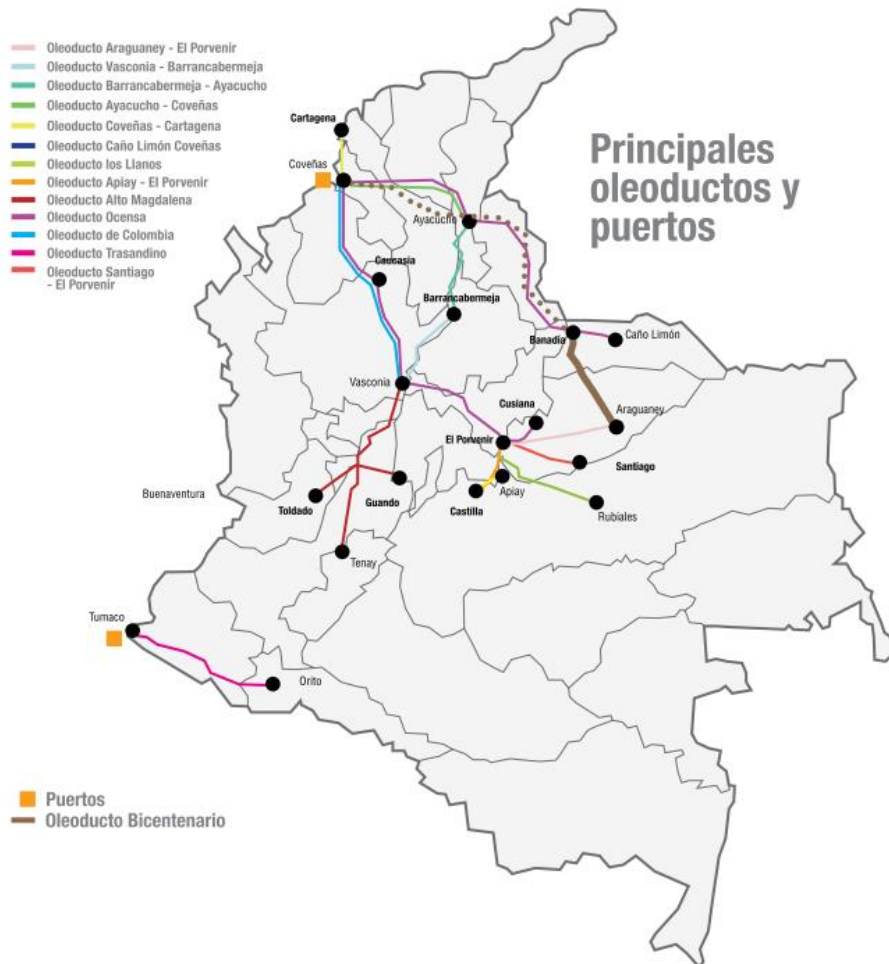 Oleoducto Araguaney - El Porvenir
Oleoducto Vasconia - Barrancabermeja
Oleoducto Barrancabermeja - Ayacucho
Oleoducto Ayacucho - Coveñas
Oleoducto Coveñas - Cartagena
Oleoducto Caño Limón Coveñas
Oleoducto los Llanos
Oleoducto Apiay - El Porvenir
Oleoducto Alto Magdalena
Oleoducto Ocensa
Oleoducto de Colombia
Oleoducto Trasandino
Oleoducto Santiago
- El Porvenir
Principales
oleoductos y
puertos
Cartagena
Coveñas
Ayacucho
Caucasia
Barrancabermeja
Banadía
Caño Limón
Vasconia
Cusiana
Araguaney
El Porvenir
Santiago
Buenaventura
Toldado
Guando
Castilla
Apiay
Rubiales
Tenay
Tumaco
Orito
Puertos
Oleoducto Bicentenario